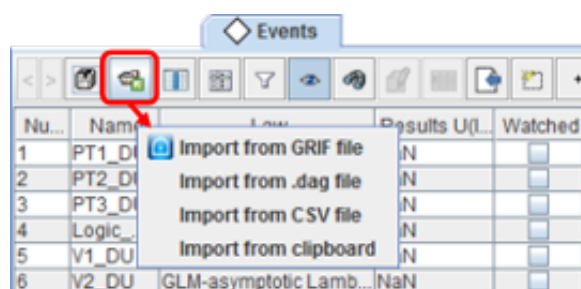 Events
< >
Nu... Name Law Results U(I... Watched
1 PT1_DU NaN
2 PT2_DU
3 PT3_DU
4 Logic_
5 V1_DU
6 V2_DU GLM-asymptotic Lamb... NaN
Import from GRIF file
Import from .dag file
Import from CSV file
Import from clipboard